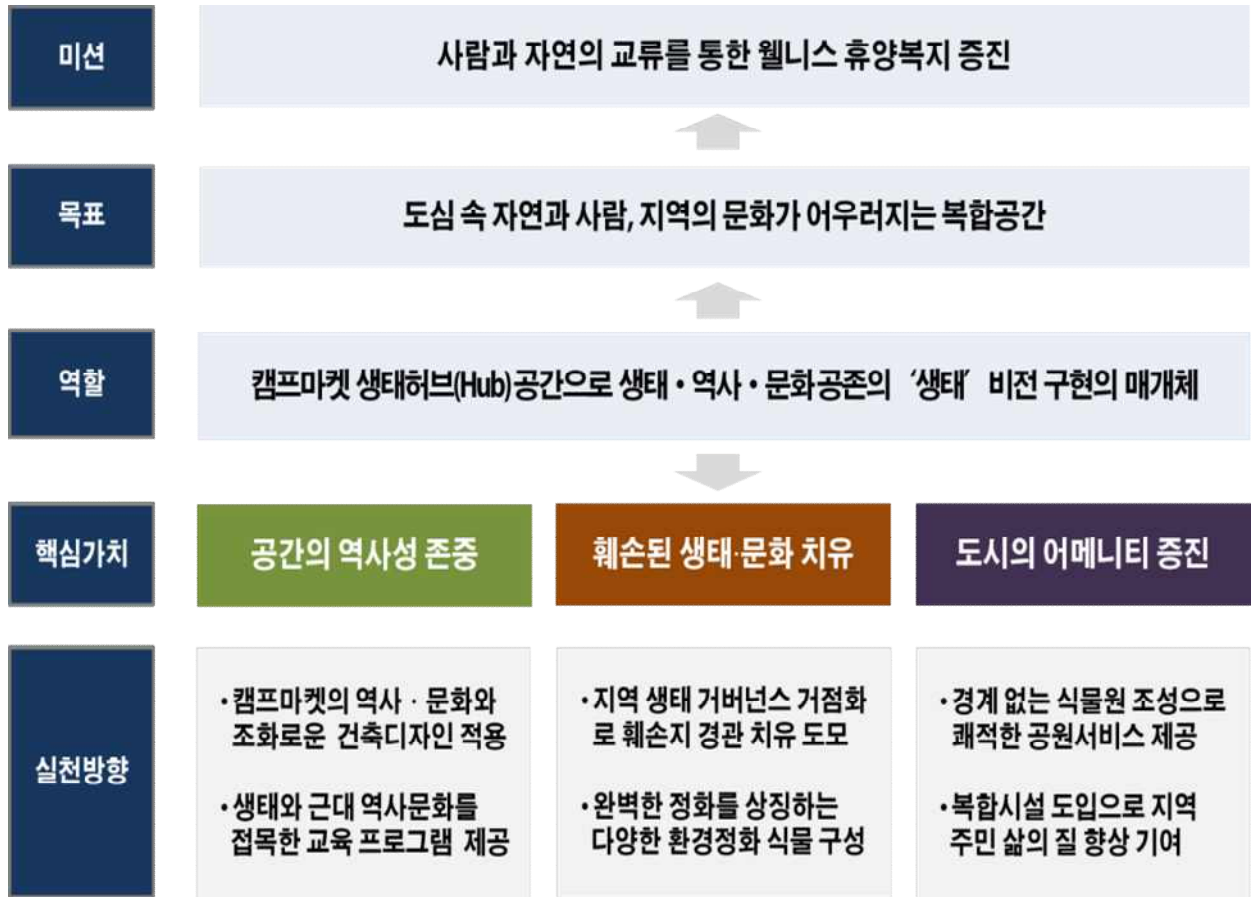 미션
사람과 자연의 교류를 통한 웰니스 휴양복지 증진
목표
도심 속 자연과 사람, 지역의 문화가 어우러지는 복합공간
역할
캠프마켓 생태허브(Hub)공간으로 생태・역사・문화공존의 ‘생태’ 비전 구현의 매개체
핵심가치
공간의 역사성 존중
훼손된 생태·문화 치유
도시의 어메니티 증진
실천방향
·캠프마켓의 역사 · 문화와
조화로운 건축디자인 적용
·생태와 근대 역사문화를
접목한 교육 프로그램 제공
·지역 생태 거버넌스 거점화
로 훼손지 경관 치유 도모
·완벽한 정화를 상징하는
다양한 환경정화 식물 구성
·경계 없는 식물원 조성으로
쾌적한 공원서비스 제공
·복합시설 도입으로 지역
주민 삶의 질 향상 기여